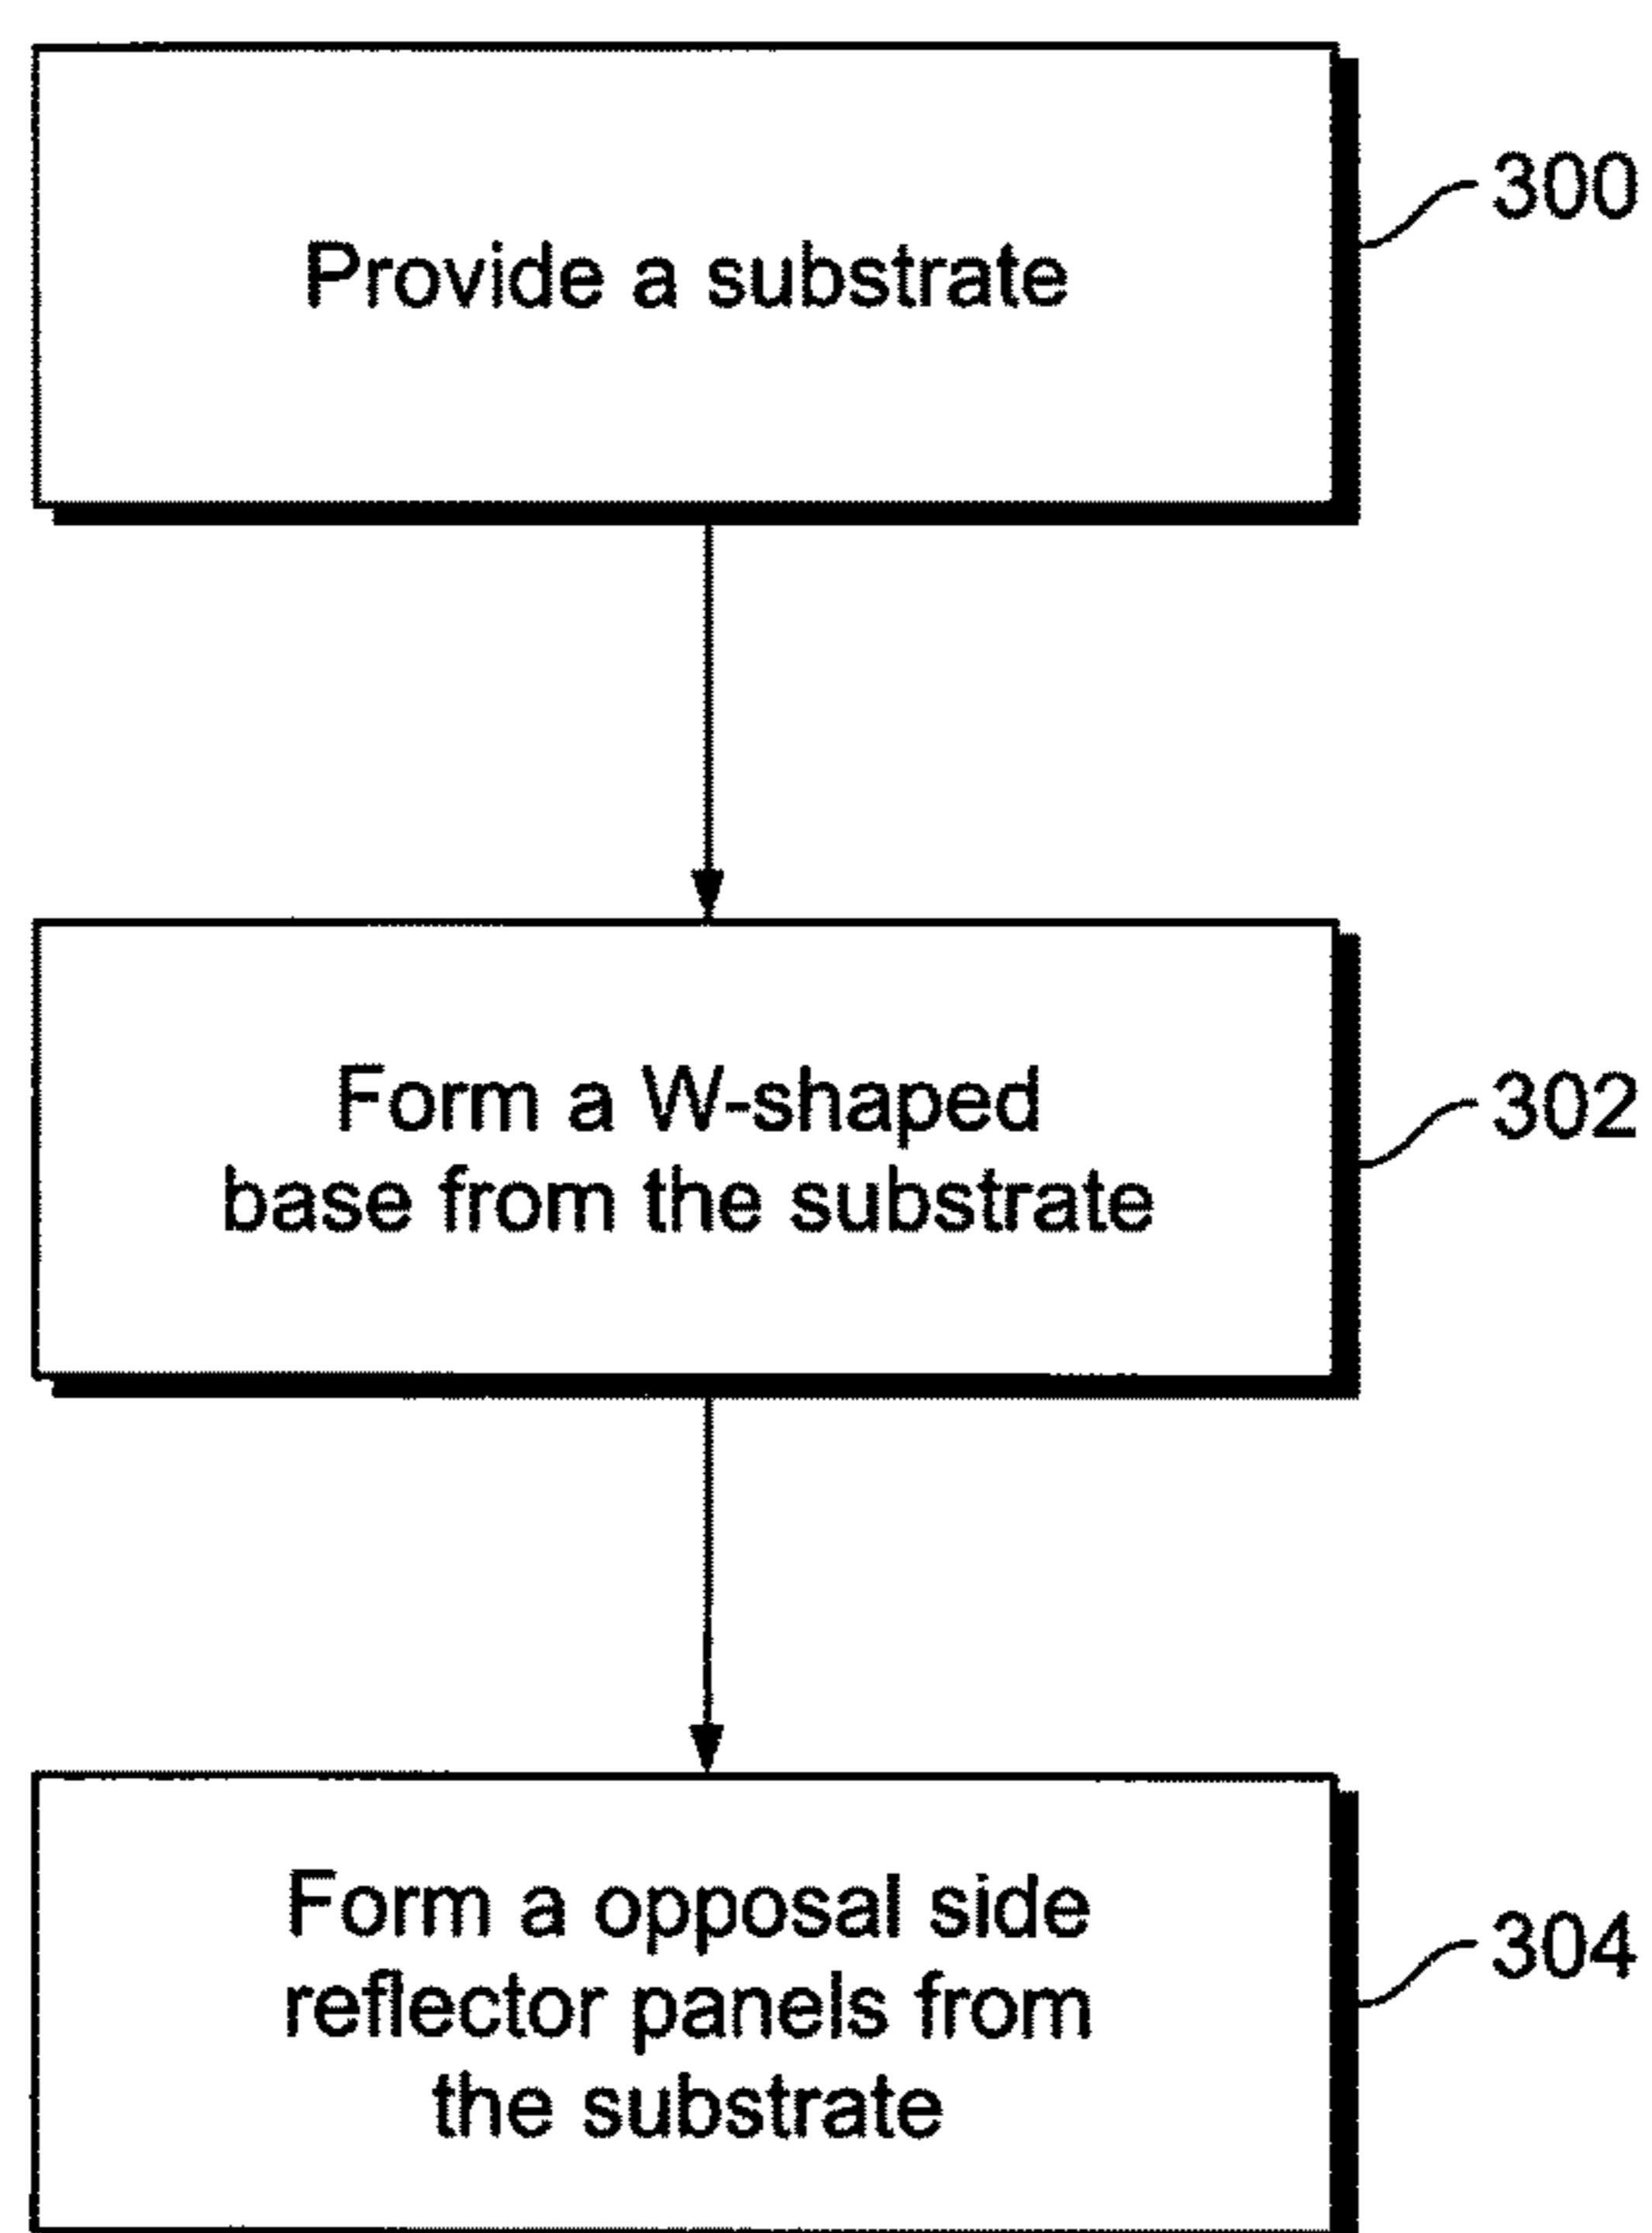 Provide a substrate
300
Form a W-shaped
base from the substrate
302
Form a opposal side
reflector panels from
the substrate
304